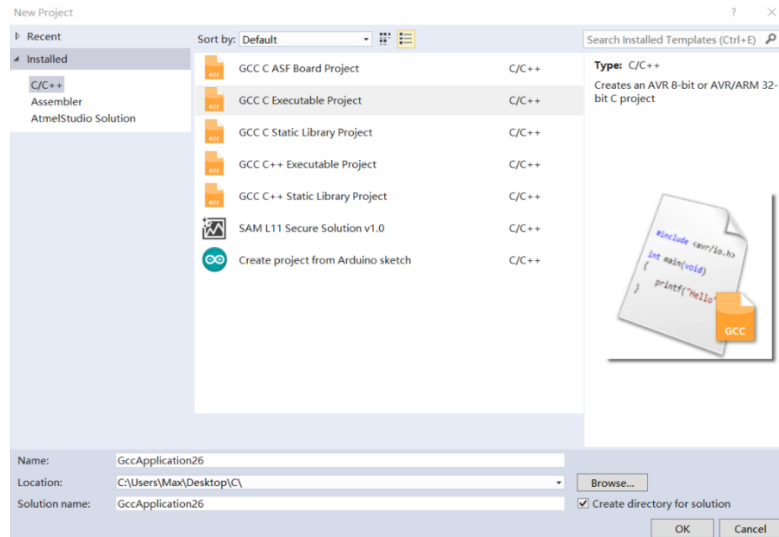 New Project
? ×
Recent
Sort by: Default
Search Installed Templates (Ctrl+E)
Installed
C/C++
Assembler
AtmelStudio Solution
GCC C ASF Board Project C/C++
GCC C Executable Project C/C++
GCC C Static Library Project C/C++
GCC C++ Executable Project C/C++
GCC C++ Static Library Project C/C++
SAM L11 Secure Solution v1.0 C/C++
Create project from Arduino sketch C/C++
Type: C/C++
Creates an AVR 8-bit or AVR/ARM 32-
bit C project
#include <avr/io.h>
int main(void)
{
printf("Hello"
}
GCC
Name: GccApplication26
Location: C:\Users\Max\Desktop\C\
Browse...
Solution name: GccApplication26
Create directory for solution
OK Cancel